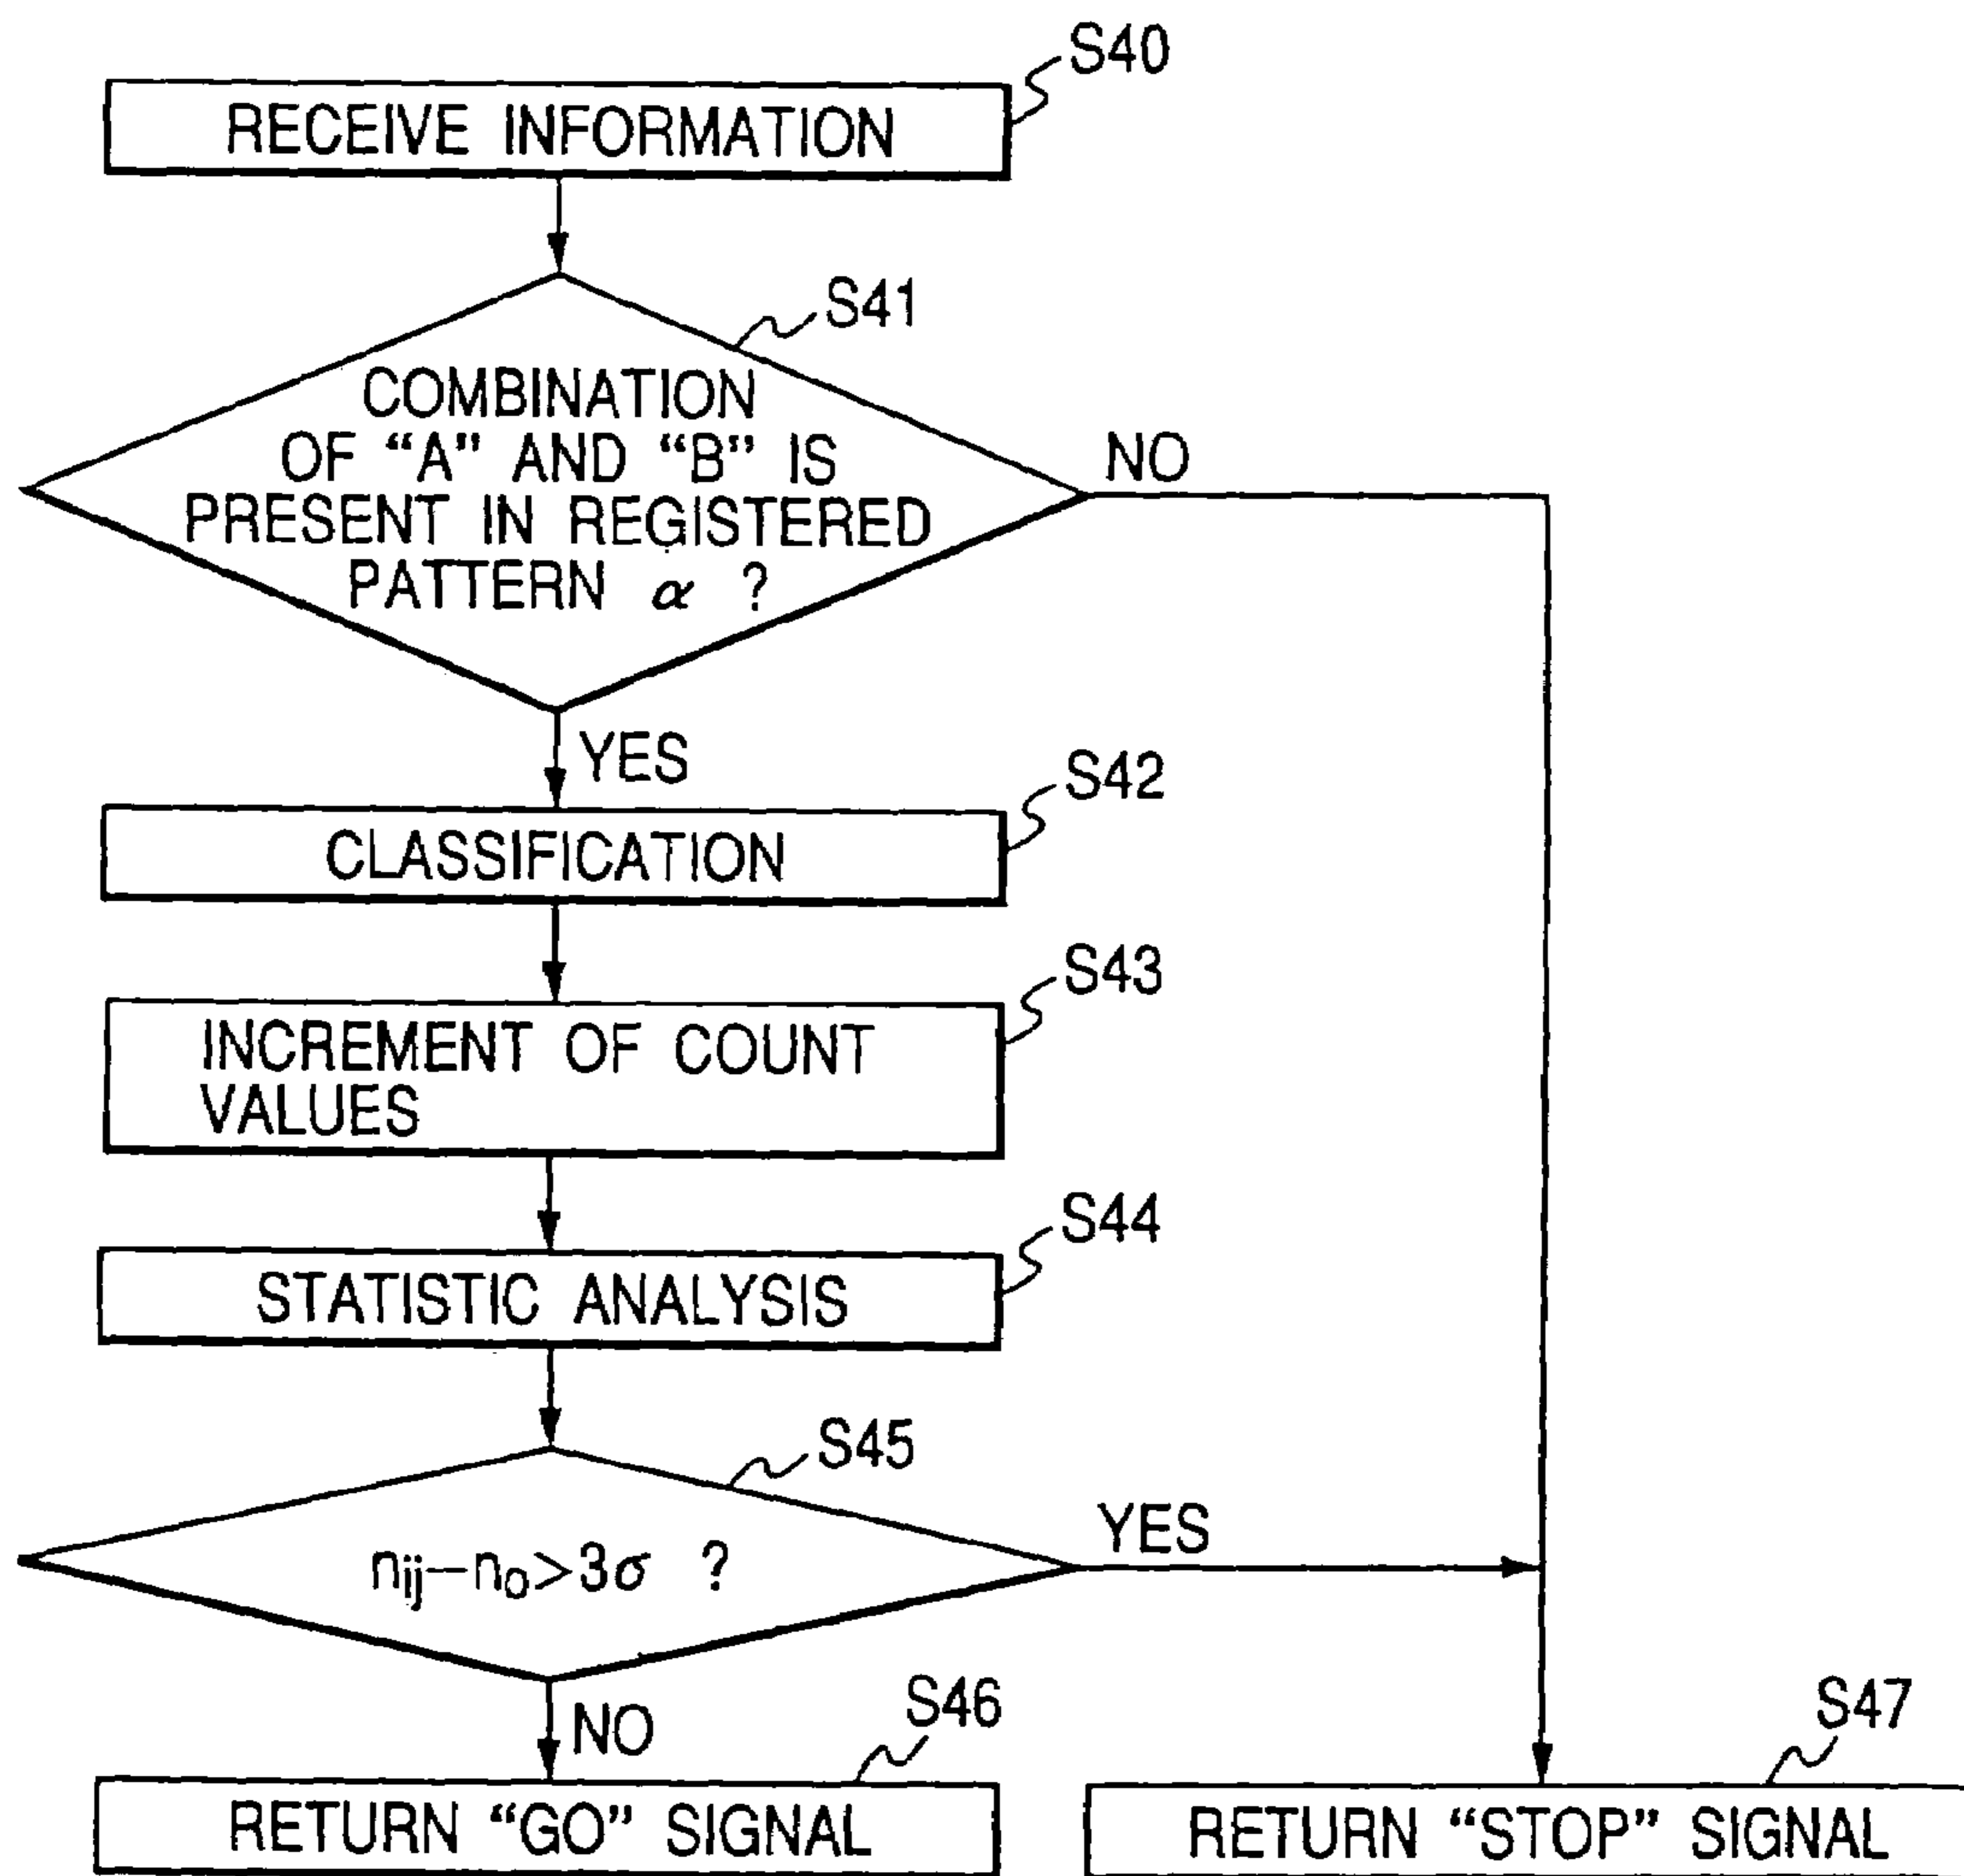 S40
RECEIVE INFORMATION
S41
COMBINATION
OF “A” AND “B” IS
PRESENT IN REGISTERED
PATTERN α ?
NO
YES
S42
CLASSIFICATION
S43
INCREMENT OF COUNT
VALUES
S44
STATISTIC ANALYSIS
S45
nij−n0>3σ ?
YES
NO
S46
RETURN “GO” SIGNAL
S47
RETURN “STOP” SIGNAL